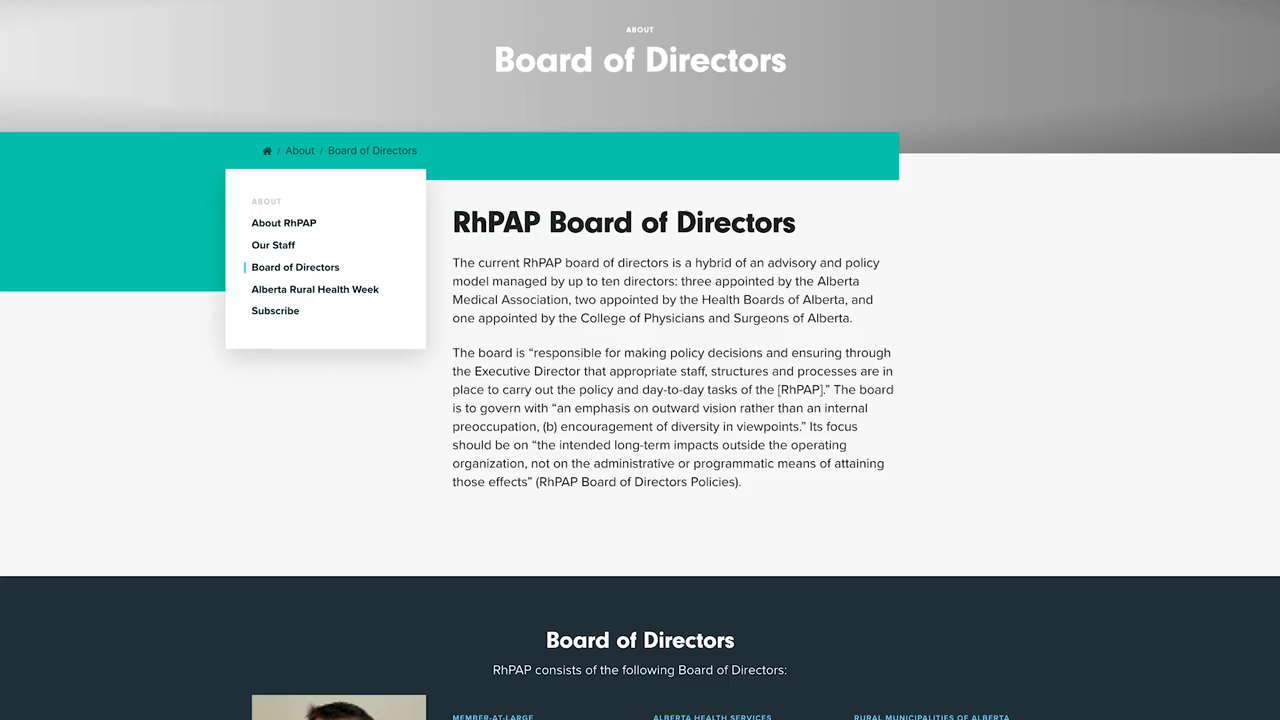 ABOUT
Board of Directors
/ About / Board of Directors
ABOUT
About RhPAP
Our Staff
Board of Directors
Alberta Rural Health Week
Subscribe
RhPAP Board of Directors
The current RhPAP board of directors is a hybrid of an advisory and policy
model managed by up to ten directors: three appointed by the Alberta
Medical Association, two appointed by the Health Boards of Alberta, and
one appointed by the College of Physicians and Surgeons of Alberta.
The board is “responsible for making policy decisions and ensuring through
the Executive Director that appropriate staff, structures and processes are in
place to carry out the policy and day-to-day tasks of the [RhPAP].” The board
is to govern with “an emphasis on outward vision rather than an internal
preoccupation, (b) encouragement of diversity in viewpoints.” Its focus
should be on “the intended long-term impacts outside the operating
organization, not on the administrative or programmatic means of attaining
those effects” (RhPAP Board of Directors Policies).
Board of Directors
RhPAP consists of the following Board of Directors:
MEMBER-AT-LARGE
ALBERTA HEALTH SERVICES
RURAL MUNICIPALITIES OF ALBERTA